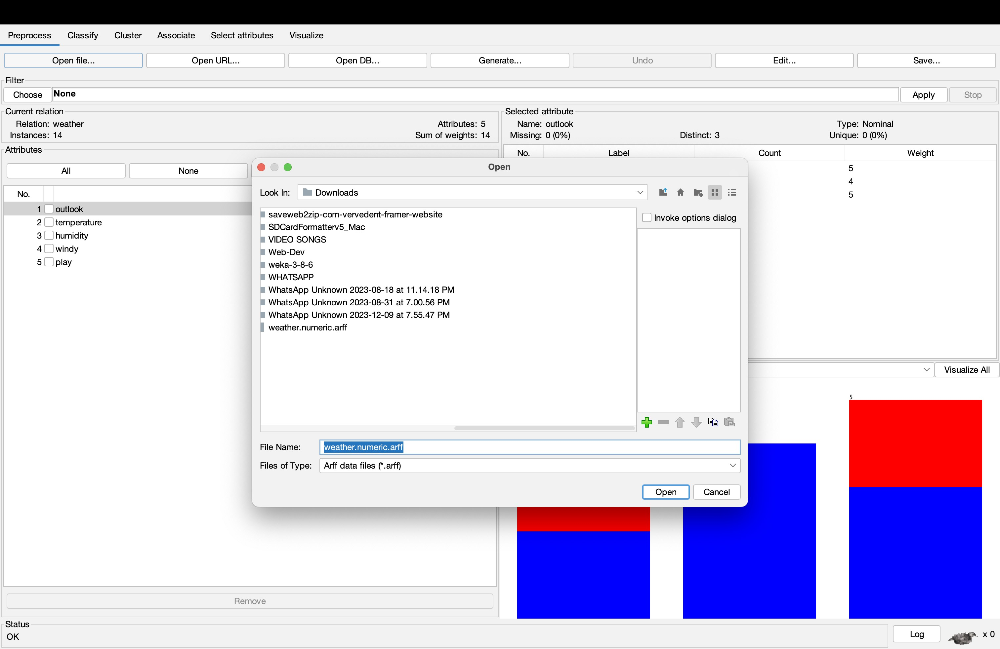 Preprocess Classify Cluster Associate Select attributes Visualize
Open file... Open URL... Open DB... Generate... Undo Edit... Save...
Filter
Choose None Apply Stop
Current relation
Relation: weather Attributes: 5
Instances: 14 Sum of weights: 14
Selected attribute
Name: outlook Type: Nominal
Missing: 0 (0%) Distinct: 3 Unique: 0 (0%)
Attributes
All None
No.
1 outlook
2 temperature
3 humidity
4 windy
5 play
Remove
No. Label Count Weight
5
4
5
Open
Look In: Downloads
saveweb2zip-com-vervedent-framer-website
SDCardFormatterv5_Mac
VIDEO SONGS
Web-Dev
weka-3-8-6
WHATSAPP
WhatsApp Unknown 2023-08-18 at 11.14.18 PM
WhatsApp Unknown 2023-08-31 at 7.00.56 PM
WhatsApp Unknown 2023-12-09 at 7.55.47 PM
weather.numeric.arff
Invoke options dialog
File Name: weather.numeric.arff
Files of Type: Arff data files (*.arff)
Open Cancel
Visualize All
5
Status
OK
Log x 0